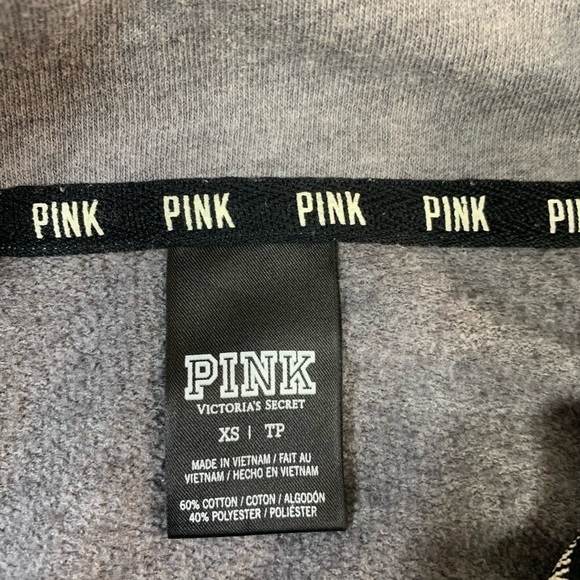 PINK PINK PINK PINK PI
PINK
VICTORIA'S SECRET
XS | TP
MADE IN VIETNAM / FAIT AU
VIETNAM / HECHO EN VIETNAM
60% COTTON / COTON / ALGODÓN
40% POLYESTER / POLIÉSTER